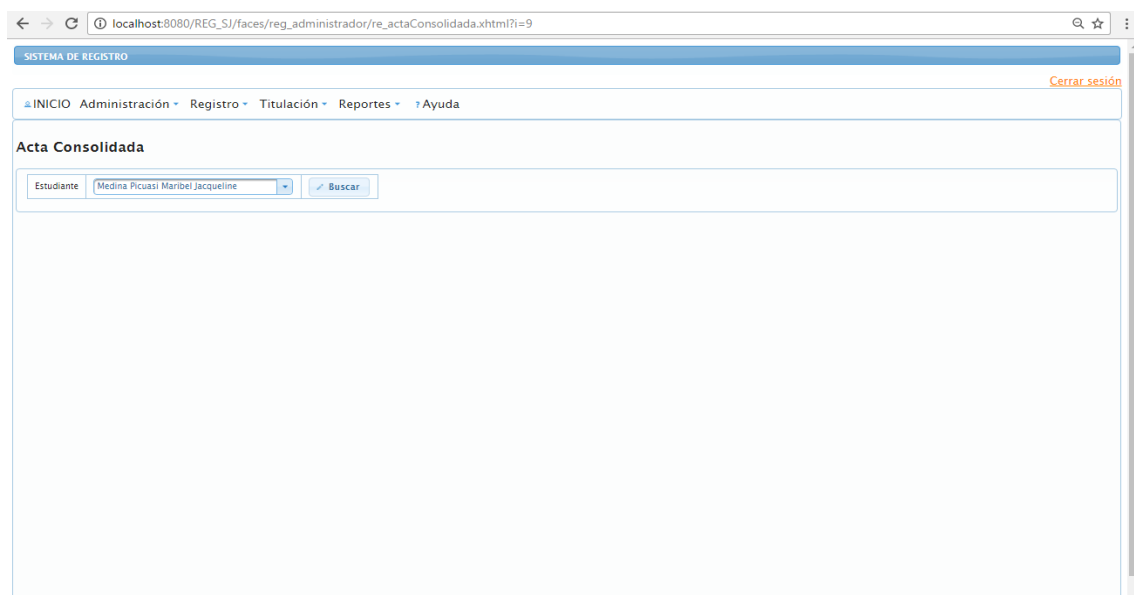 localhost:8080/REG_SJ/faces/reg_administrador/re_actaConsolidada.xhtml?i=9
SISTEMA DE REGISTRO
Cerrar sesión
INICIO Administración Registro Titulación Reportes ? Ayuda
Acta Consolidada
Estudiante Medina Picuasi Maribel Jacqueline Buscar